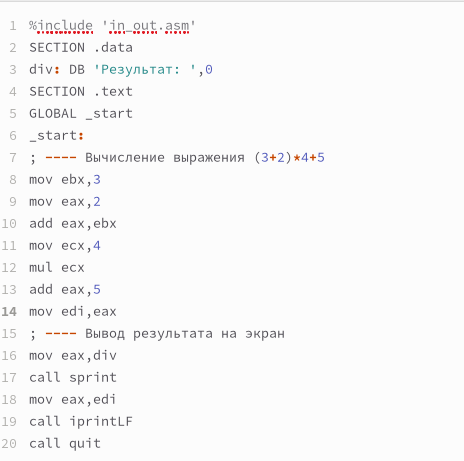 1 %include 'in_out.asm'
2 SECTION .data
3 div: DB 'Результат: ',0
4 SECTION .text
5 GLOBAL _start
6 _start:
7 ; ---- Вычисление выражения (3+2)*4+5
8 mov ebx,3
9 mov eax,2
10 add eax,ebx
11 mov ecx,4
12 mul ecx
13 add eax,5
14 mov edi,eax
15 ; ---- Вывод результата на экран
16 mov eax,div
17 call sprint
18 mov eax,edi
19 call iprintLF
20 call quit